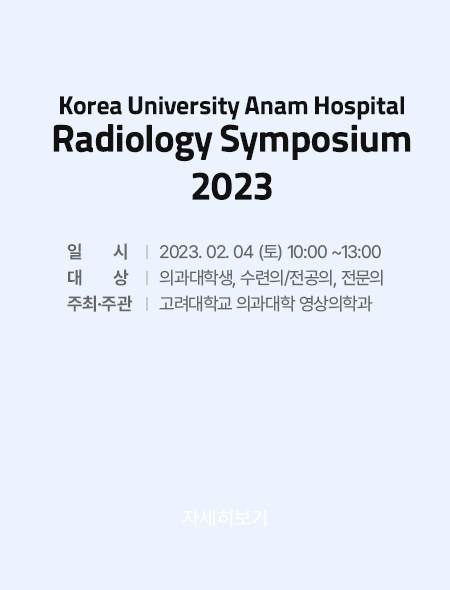 Korea University Anam Hospital
Radiology Symposium
2023
일 시 | 2023. 02. 04 (토) 10:00 ~13:00
대 상 | 의과대학생, 수련의/전공의, 전문의
주최·주관 | 고려대학교 의과대학 영상의학과
자세히보기